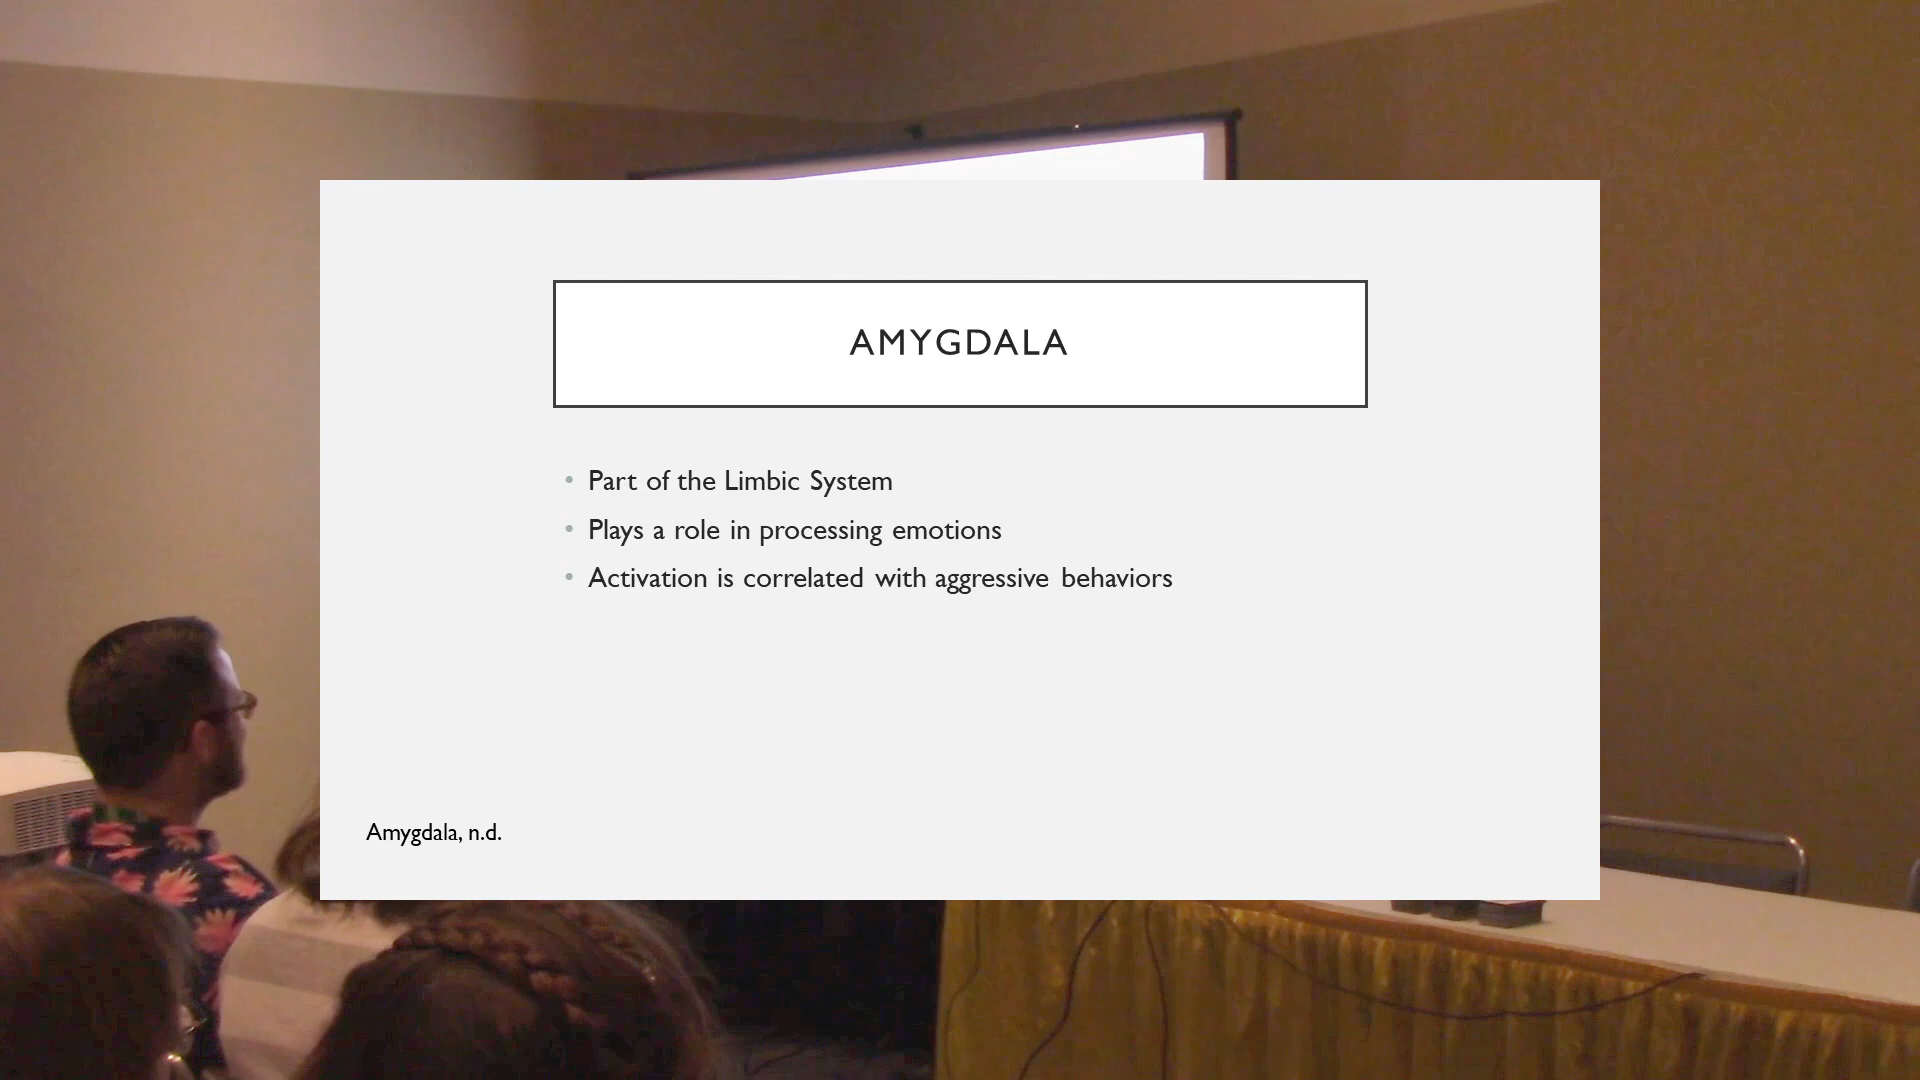 AMYGDALA
• Part of the Limbic System
• Plays a role in processing emotions
• Activation is correlated with aggressive behaviors
Amygdala, n.d.